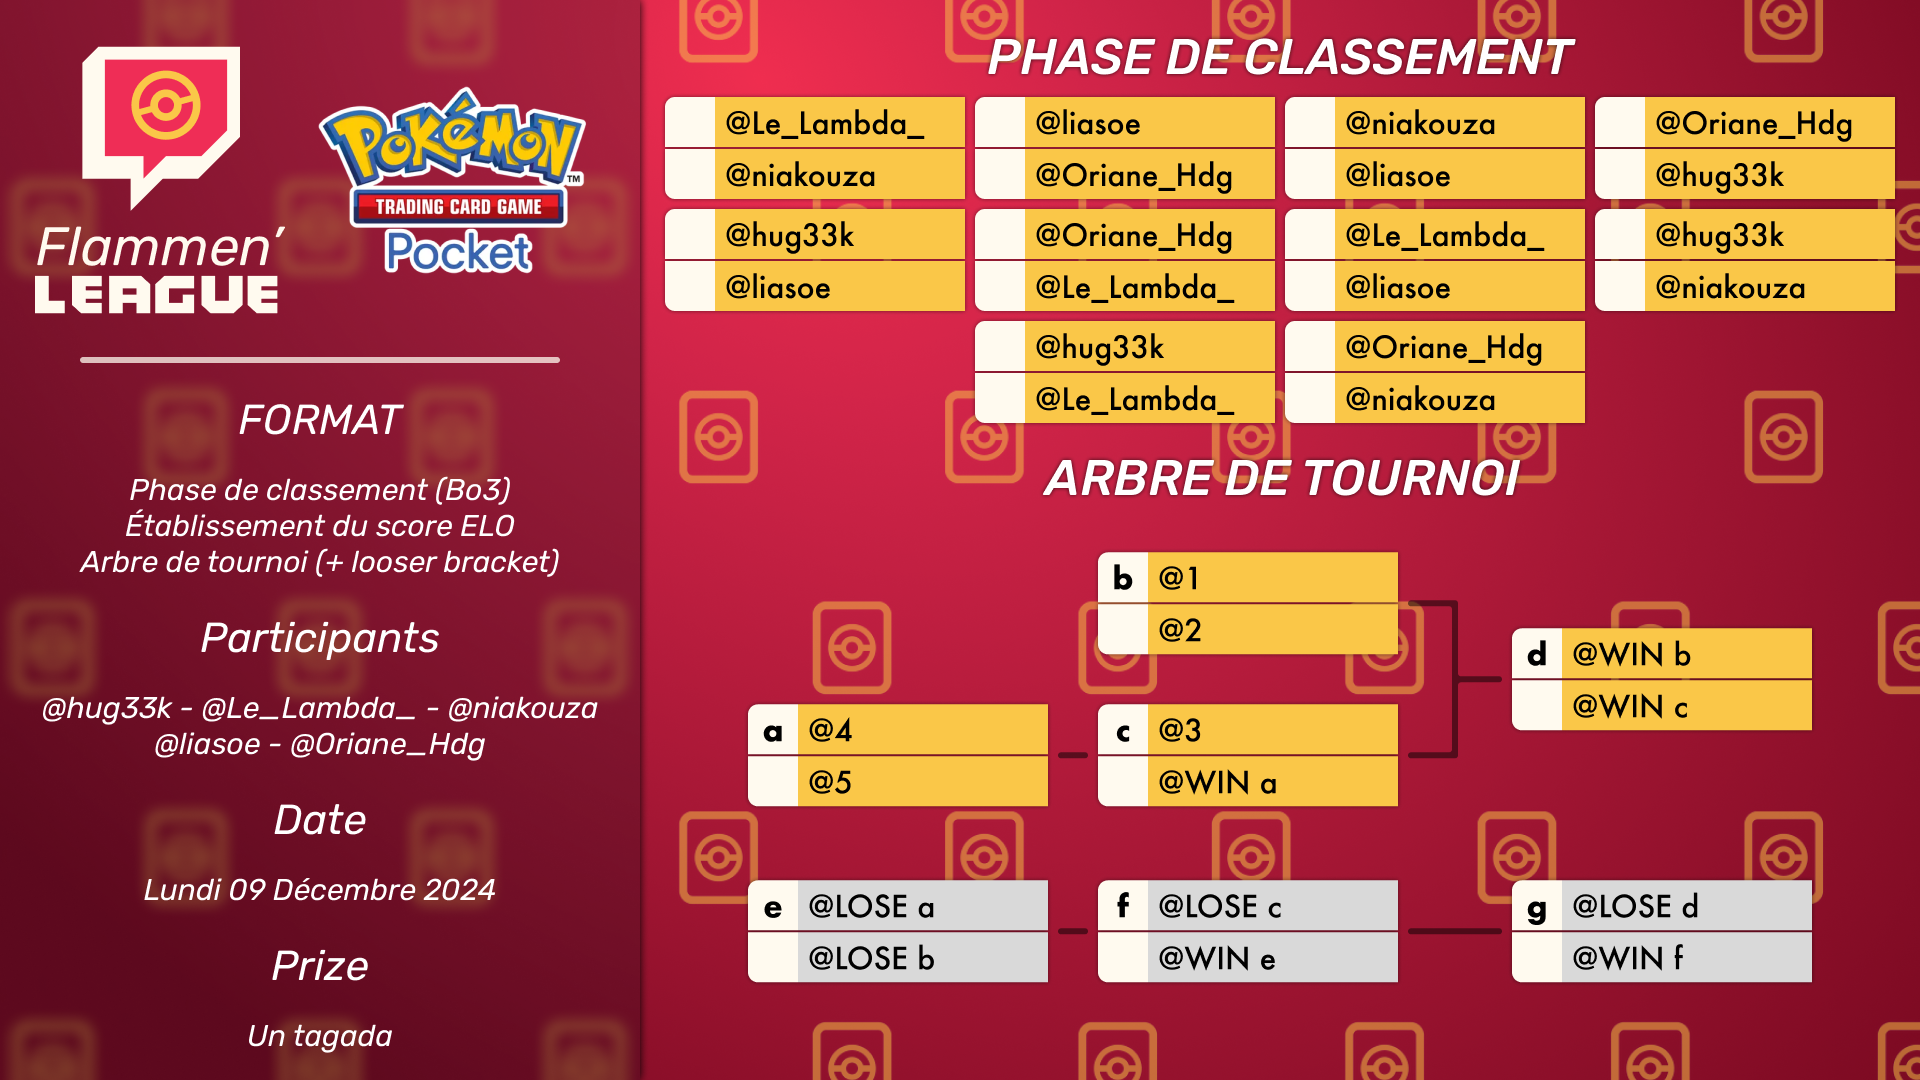 Flammen’
LEAGUE
POKéMON
TM
TRADING CARD GAME
Pocket
FORMAT
Phase de classement (Bo3)
Établissement du score ELO
Arbre de tournoi (+ looser bracket)
Participants
@hug33k - @Le_Lambda_ - @niakouza
@liasoe - @Oriane_Hdg
Date
Lundi 09 Décembre 2024
Prize
Un tagada
PHASE DE CLASSEMENT
@Le_Lambda_
@niakouza
@liasoe
@Oriane_Hdg
@niakouza
@liasoe
@Oriane_Hdg
@hug33k
@hug33k
@liasoe
@Oriane_Hdg
@Le_Lambda_
@Le_Lambda_
@liasoe
@hug33k
@niakouza
@hug33k
@Le_Lambda_
@Oriane_Hdg
@niakouza
ARBRE DE TOURNOI
b @1
@2
d @WIN b
@WIN c
a @4
@5
c @3
@WIN a
e @LOSE a
@LOSE b
f @LOSE c
@WIN e
g @LOSE d
@WIN f